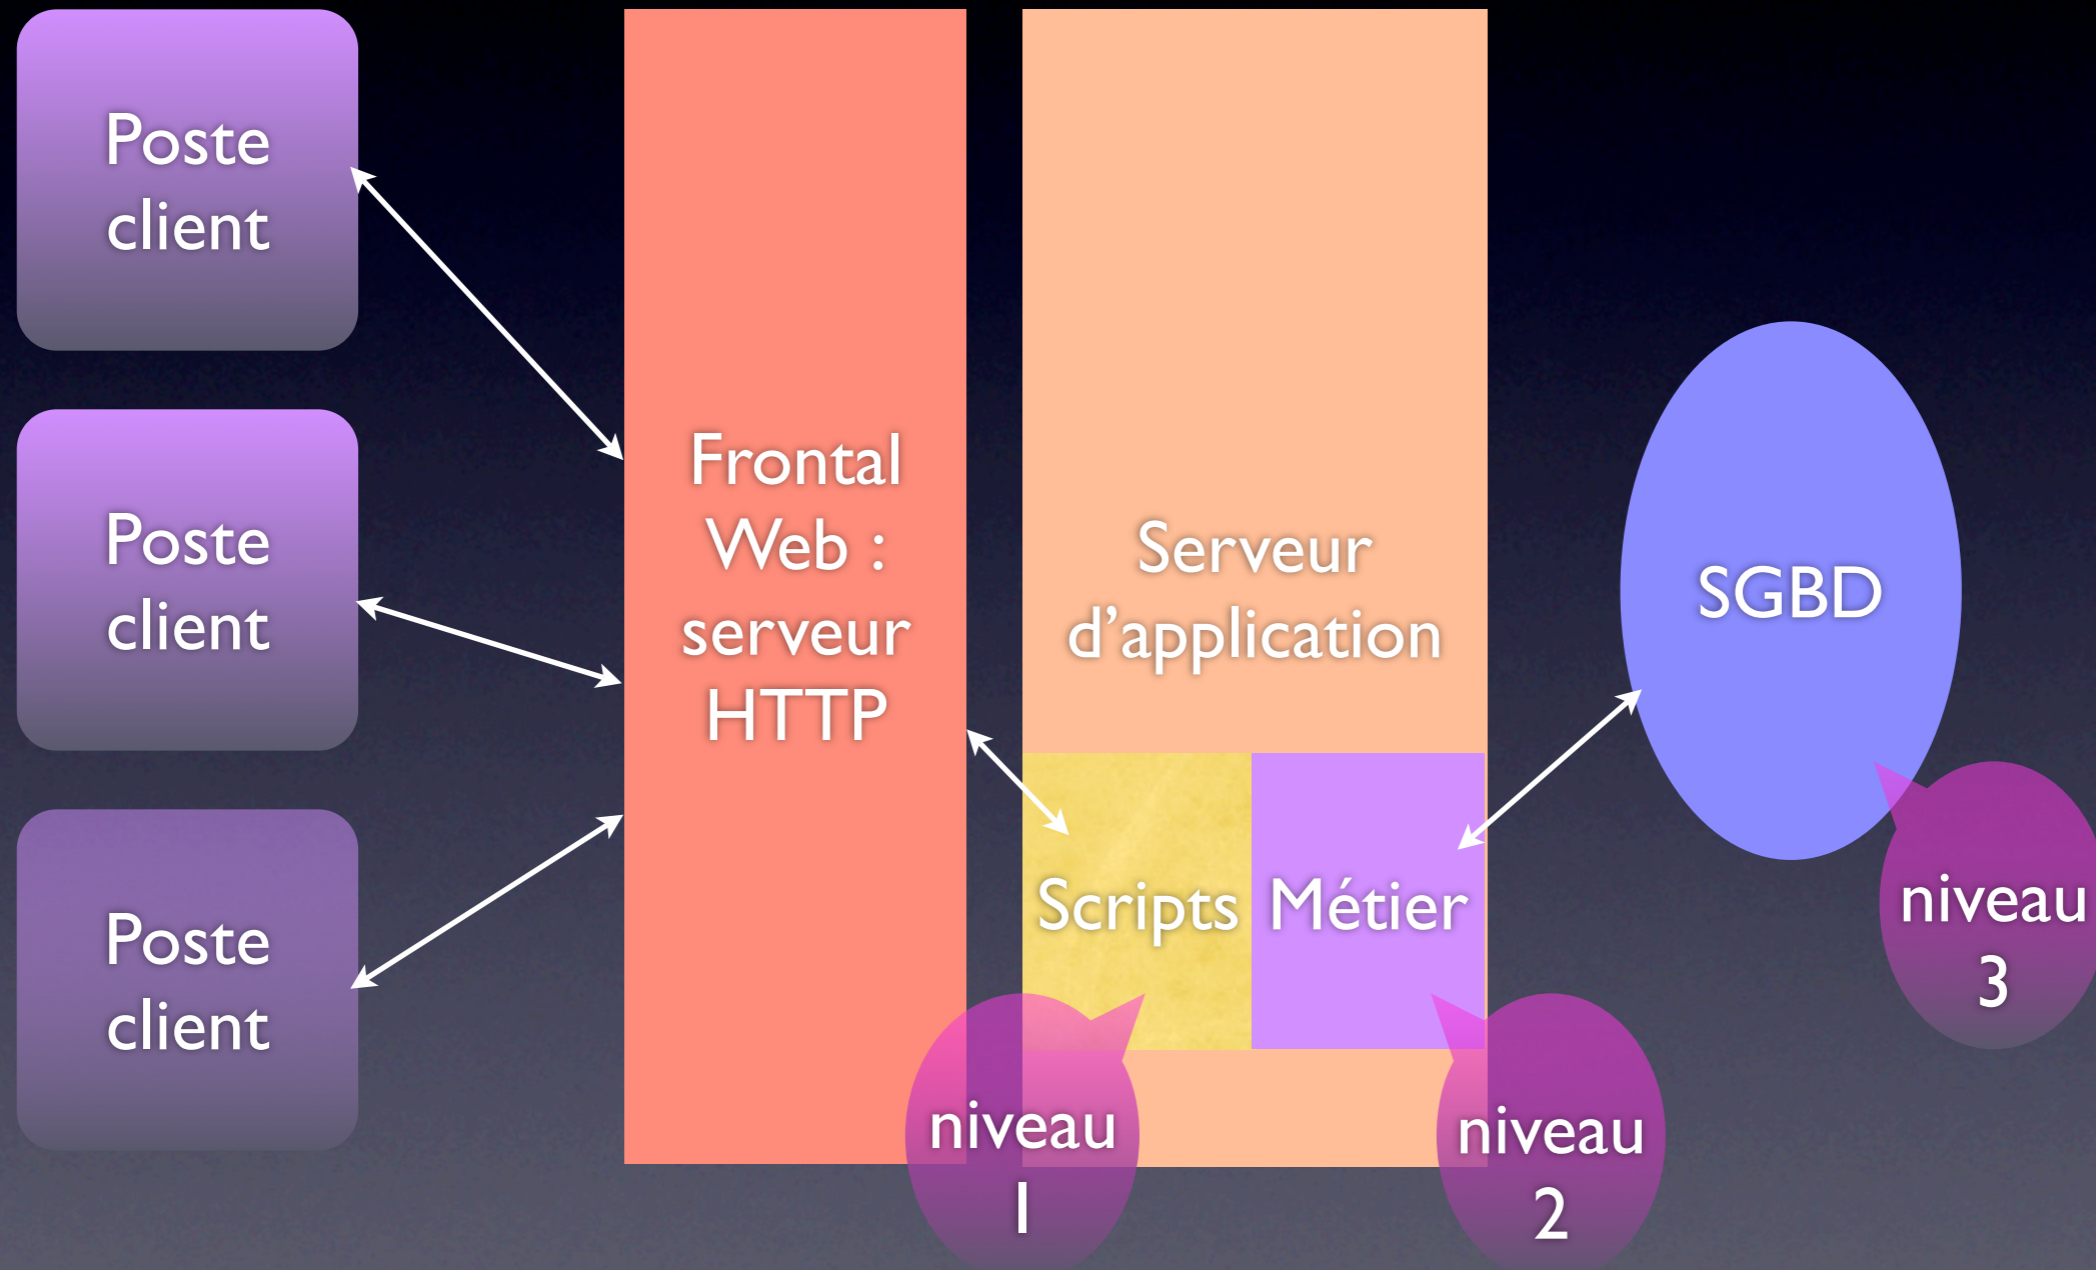 Poste
client
Poste
client
Poste
client
Frontal
Web :
serveur
HTTP
Serveur
d’application
Scripts
Métier
SGBD
niveau
1
niveau
2
niveau
3